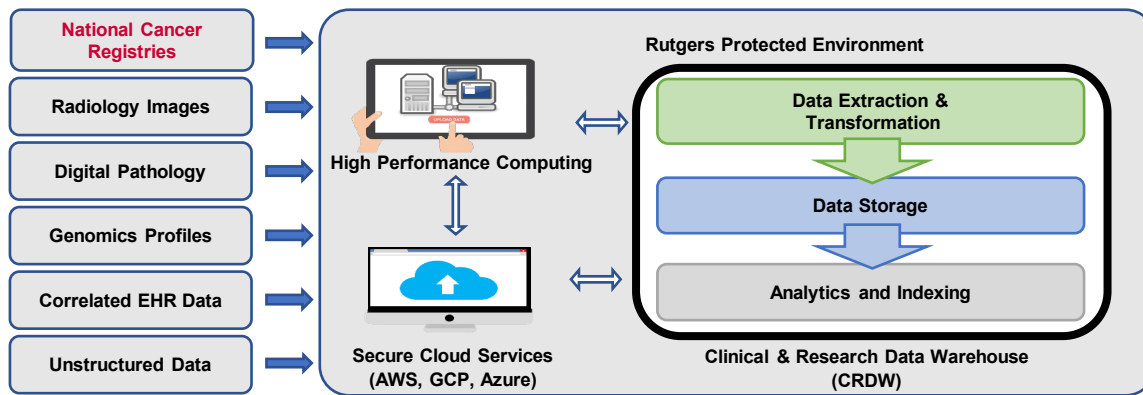 National Cancer
Registries
Radiology Images
Digital Pathology
Genomics Profiles
Correlated EHR Data
Unstructured Data
Rutgers Protected Environment
UPLOAD DATA
High Performance Computing
Secure Cloud Services
(AWS, GCP, Azure)
Data Extraction &
Transformation
Data Storage
Analytics and Indexing
Clinical & Research Data Warehouse
(CRDW)